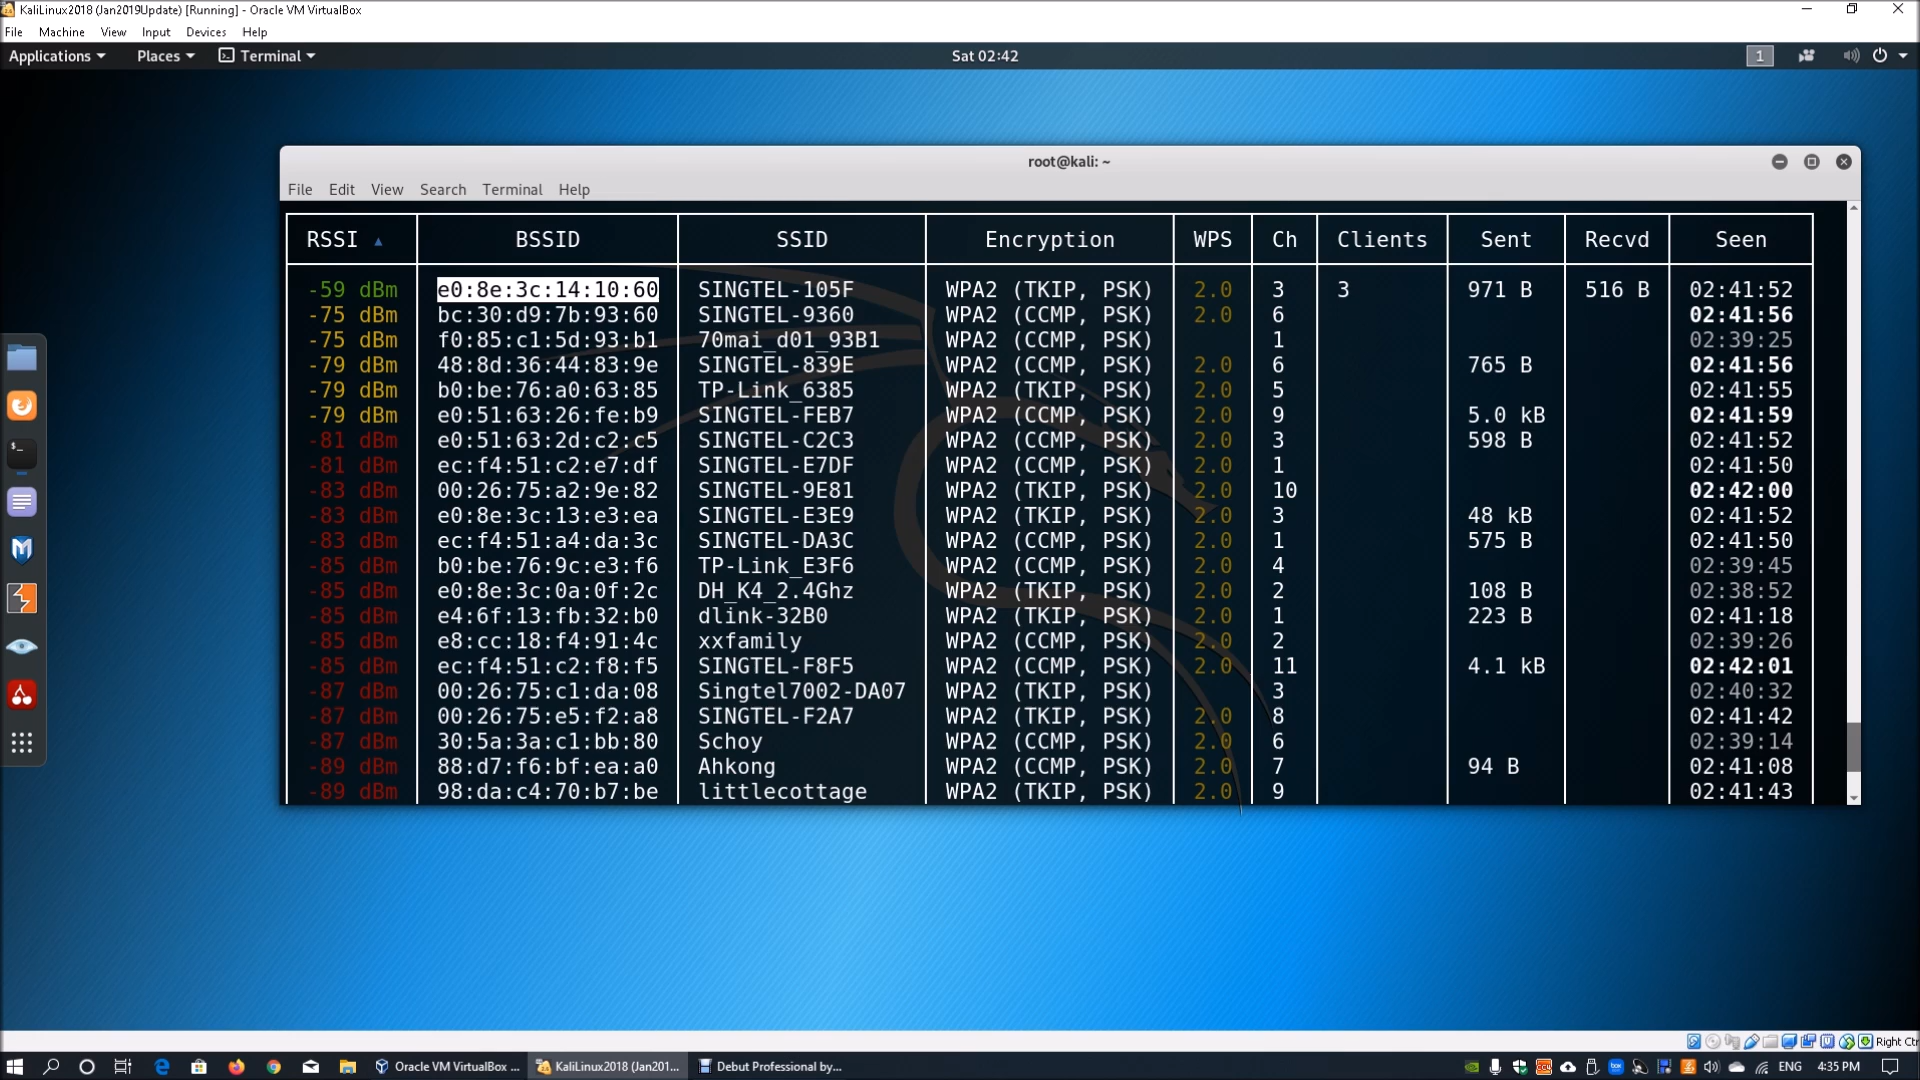 KaliLinux2018 (Jan2019Update) [Running] - Oracle VM VirtualBox
File Machine View Input Devices Help
Applications Places Terminal Sat 02:42 1
root@kali: ~
File Edit View Search Terminal Help
RSSI ▲ BSSID SSID Encryption WPS Ch Clients Sent Recvd Seen
-59 dBm e0:8e:3c:14:10:60 SINGTEL-105F WPA2 (TKIP, PSK) 2.0 3 3 971 B 516 B 02:41:52
-75 dBm bc:30:d9:7b:93:60 SINGTEL-9360 WPA2 (CCMP, PSK) 2.0 6 02:41:56
-75 dBm f0:85:c1:5d:93:b1 70mai_d01_93B1 WPA2 (CCMP, PSK) 1 02:39:25
-79 dBm 48:8d:36:44:83:9e SINGTEL-839E WPA2 (CCMP, PSK) 2.0 6 765 B 02:41:56
-79 dBm b0:be:76:a0:63:85 TP-Link_6385 WPA2 (TKIP, PSK) 2.0 5 02:41:55
-79 dBm e0:51:63:26:fe:b9 SINGTEL-FEB7 WPA2 (CCMP, PSK) 2.0 9 5.0 kB 02:41:59
-81 dBm e0:51:63:2d:c2:c5 SINGTEL-C2C3 WPA2 (CCMP, PSK) 2.0 3 598 B 02:41:52
-81 dBm ec:f4:51:c2:e7:df SINGTEL-E7DF WPA2 (CCMP, PSK) 2.0 1 02:41:50
-83 dBm 00:26:75:a2:9e:82 SINGTEL-9E81 WPA2 (TKIP, PSK) 2.0 10 02:42:00
-83 dBm e0:8e:3c:13:e3:ea SINGTEL-E3E9 WPA2 (TKIP, PSK) 2.0 3 48 kB 02:41:52
-83 dBm ec:f4:51:a4:da:3c SINGTEL-DA3C WPA2 (CCMP, PSK) 2.0 1 575 B 02:41:50
-85 dBm b0:be:76:9c:e3:f6 TP-Link_E3F6 WPA2 (CCMP, PSK) 2.0 4 02:39:45
-85 dBm e0:8e:3c:0a:0f:2c DH_K4_2.4Ghz WPA2 (CCMP, PSK) 2.0 2 108 B 02:38:52
-85 dBm e4:6f:13:fb:32:b0 dlink-32B0 WPA2 (TKIP, PSK) 2.0 1 223 B 02:41:18
-85 dBm e8:cc:18:f4:91:4c xxfamily WPA2 (CCMP, PSK) 2.0 2 02:39:26
-85 dBm ec:f4:51:c2:f8:f5 SINGTEL-F8F5 WPA2 (CCMP, PSK) 2.0 11 4.1 kB 02:42:01
-87 dBm 00:26:75:c1:da:08 Singtel7002-DA07 WPA2 (TKIP, PSK) 3 02:40:32
-87 dBm 00:26:75:e5:f2:a8 SINGTEL-F2A7 WPA2 (TKIP, PSK) 2.0 8 02:41:42
-87 dBm 30:5a:3a:c1:bb:80 Schoy WPA2 (CCMP, PSK) 2.0 6 02:39:14
-89 dBm 88:d7:f6:bf:ea:a0 Ahkong WPA2 (CCMP, PSK) 2.0 7 94 B 02:41:08
-89 dBm 98:da:c4:70:b7:be littlecottage WPA2 (TKIP, PSK) 2.0 9 02:41:43
Right Ctrl
Oracle VM VirtualBox ... KaliLinux2018 (Jan201... Debut Professional by... ENG 4:35 PM